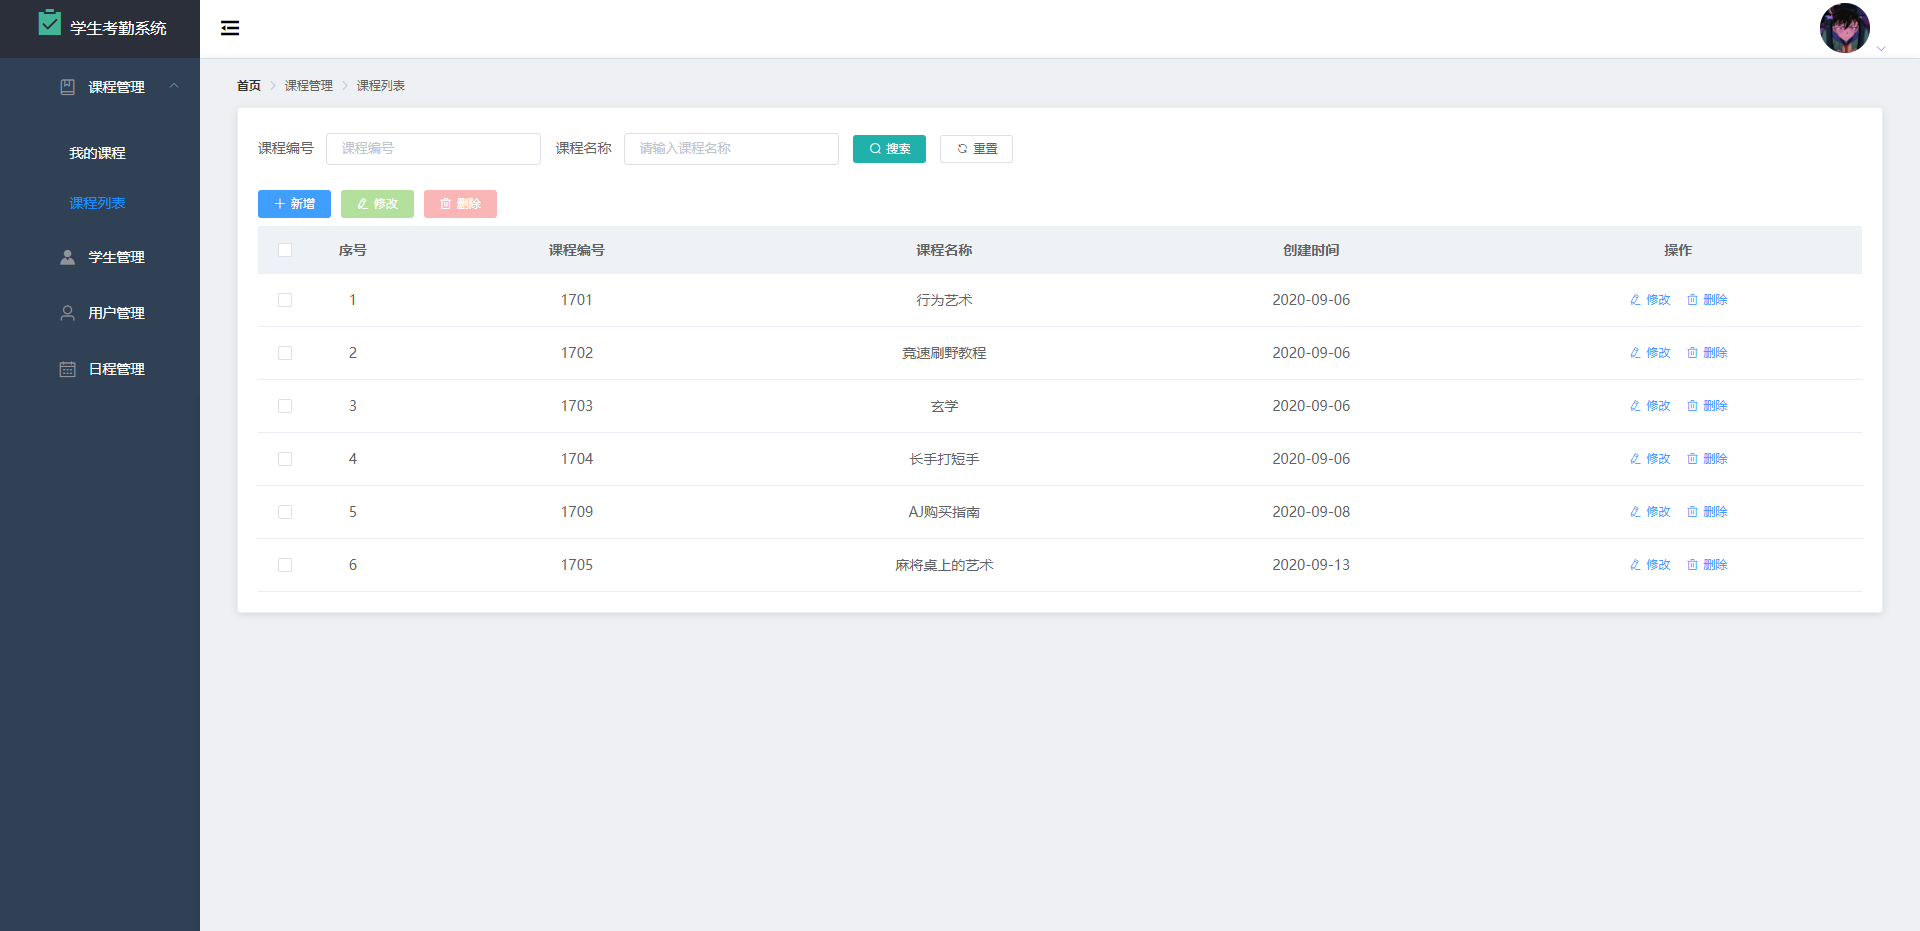 学生考勤系统
课程管理
我的课程
课程列表
学生管理
用户管理
日程管理
首页 课程管理 课程列表
课程编号 课程编号 课程名称 请输入课程名称 搜索 重置
新增 修改 删除
序号 课程编号 课程名称 创建时间 操作
1 1701 行为艺术 2020-09-06 修改 删除
2 1702 竟速刷野教程 2020-09-06 修改 删除
3 1703 玄学 2020-09-06 修改 删除
4 1704 长手打短手 2020-09-06 修改 删除
5 1709 AJ购买指南 2020-09-08 修改 删除
6 1705 麻将桌上的艺术 2020-09-13 修改 删除